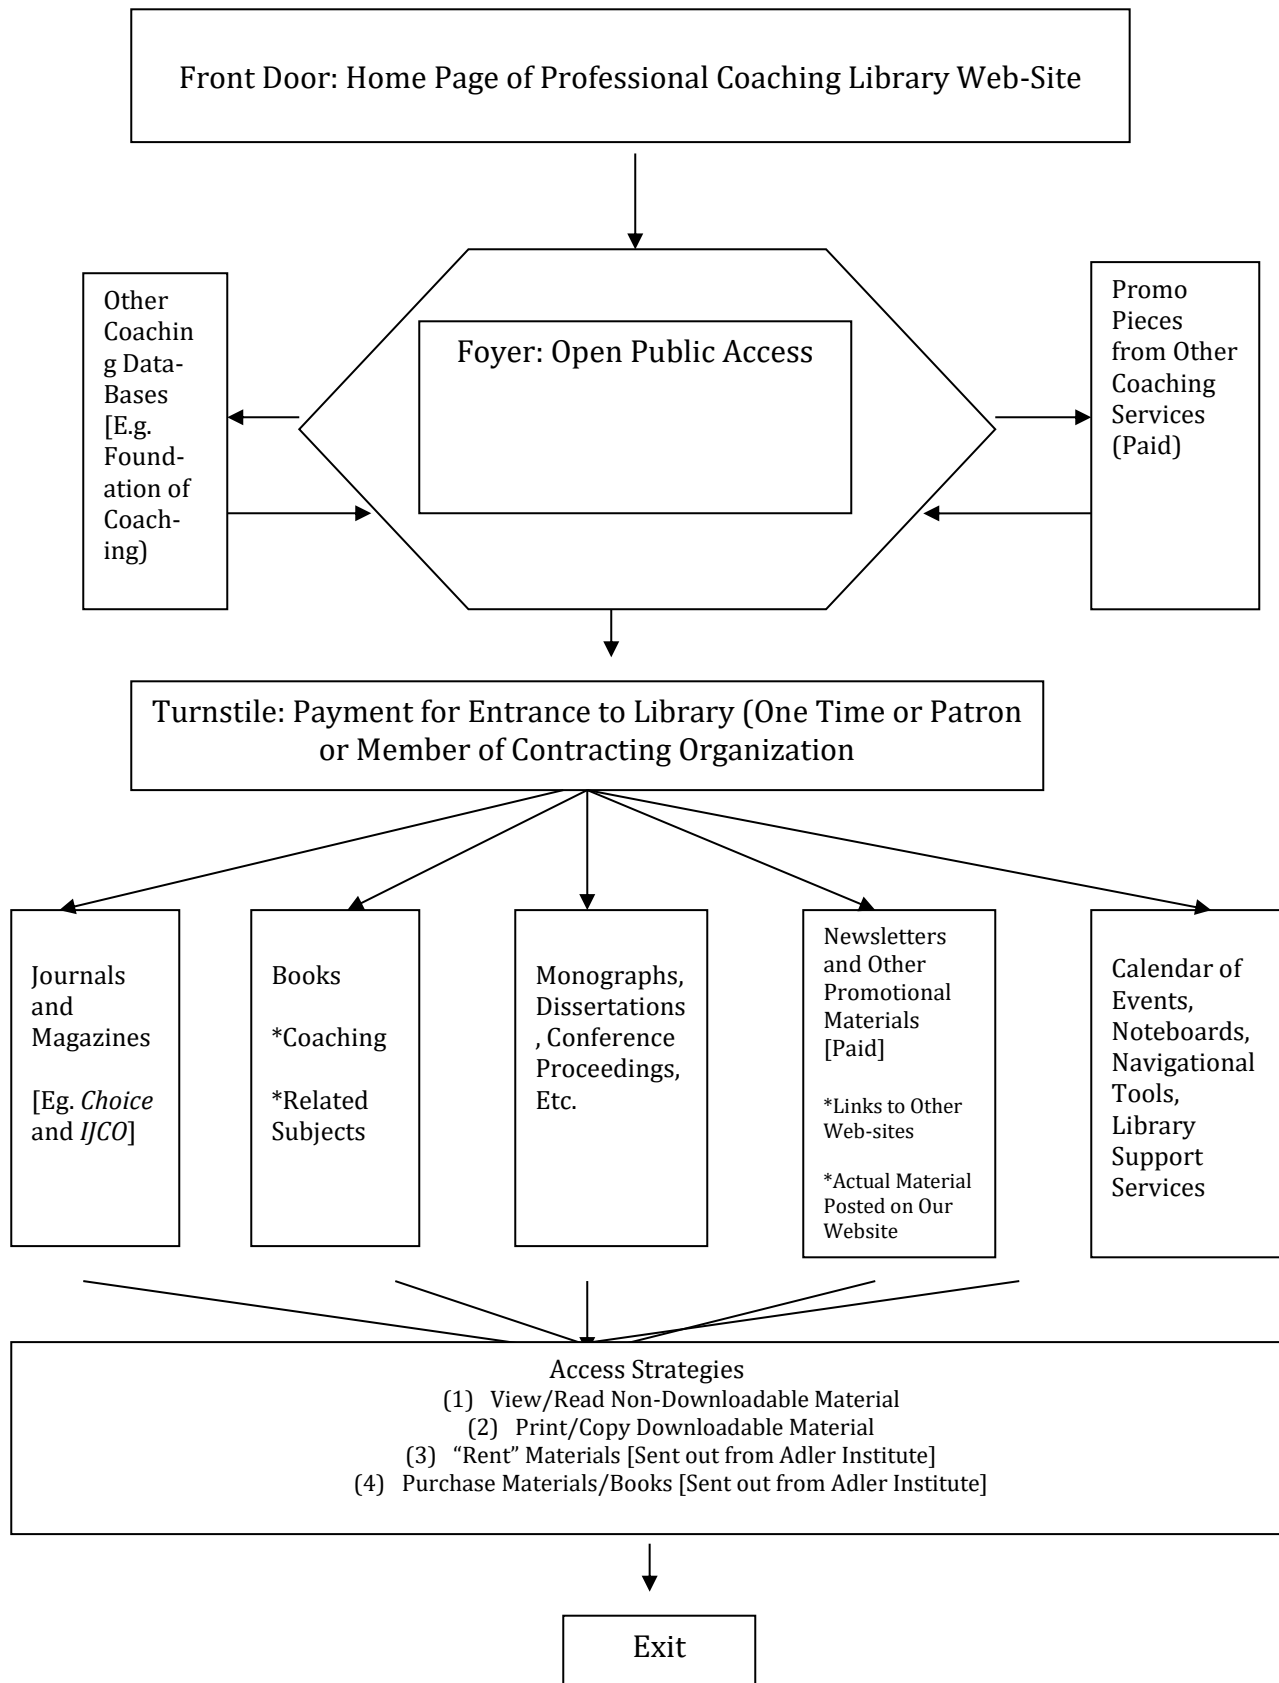 Front Door: Home Page of Professional Coaching Library Web-Site
Other
Coachin
g Data-
Bases
[E.g.
Found-
ation of
Coach-
ing)
Foyer: Open Public Access
Promo
Pieces
from Other
Coaching
Services
(Paid)
Turnstile: Payment for Entrance to Library (One Time or Patron
or Member of Contracting Organization
Journals
and
Magazines
[Eg. Choice
and IJCO]
Books
*Coaching
*Related
Subjects
Monographs,
Dissertations
, Conference
Proceedings,
Etc.
Newsletters
and Other
Promotional
Materials
[Paid]
*Links to Other
Web-sites
*Actual Material
Posted on Our
Website
Calendar of
Events,
Noteboards,
Navigational
Tools,
Library
Support
Services
Access Strategies
(1) View/Read Non-Downloadable Material
(2) Print/Copy Downloadable Material
(3) “Rent” Materials [Sent out from Adler Institute]
(4) Purchase Materials/Books [Sent out from Adler Institute]
Exit